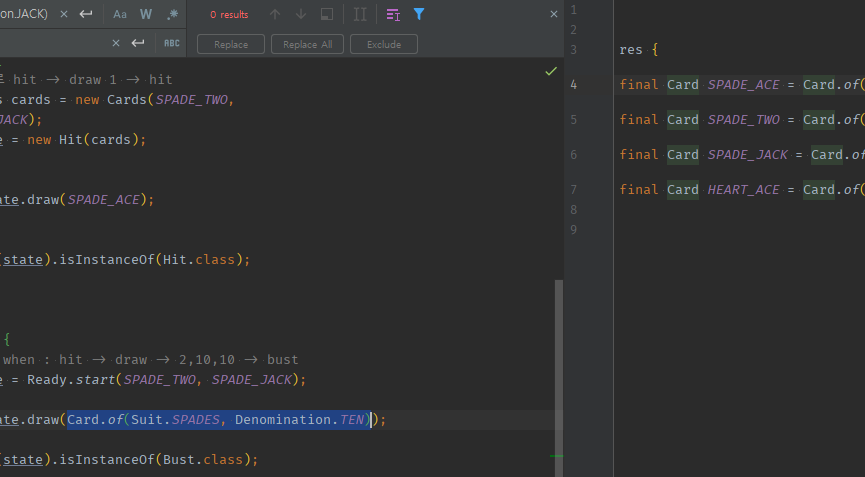 on.JACK)
Aa W .*
0 results
ABC
Replace Replace All Exclude
hit -> draw 1 -> hit
s cards = new Cards(SPADE_TWO,
JACK);
e = new Hit(cards);
ate.draw(SPADE_ACE);
(state).isInstanceOf(Hit.class);
{
when : hit -> draw -> 2,10,10 -> bust
e = Ready.start(SPADE_TWO, SPADE_JACK);
ate.draw(Card.of(Suit.SPADES, Denomination.TEN));
(state).isInstanceOf(Bust.class);
1
2
3 res {
4 final Card SPADE_ACE = Card.of(
5 final Card SPADE_TWO = Card.of(
6 final Card SPADE_JACK = Card.of
7 final Card HEART_ACE = Card.of(
8
9